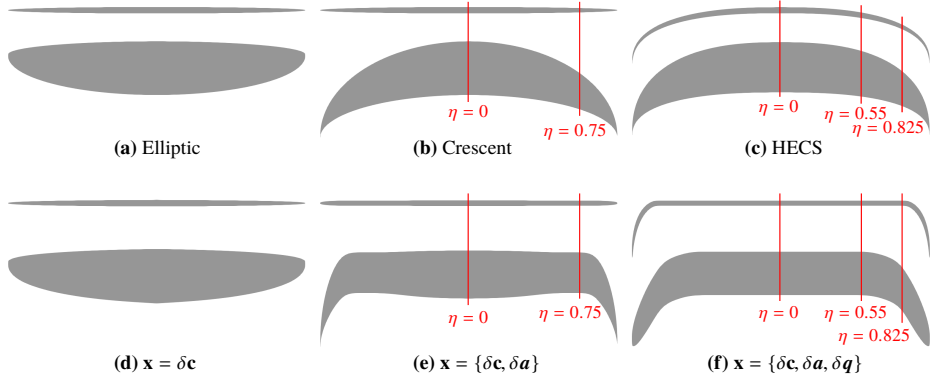 η = 0
η = 0.75
η = 0
η = 0.55
η = 0.825
(a) Elliptic
(b) Crescent
(c) HECS
η = 0
η = 0.75
η = 0
η = 0.55
η = 0.825
(d) x = δc
(e) x = {δc, δa}
(f) x = {δc, δa, δq}